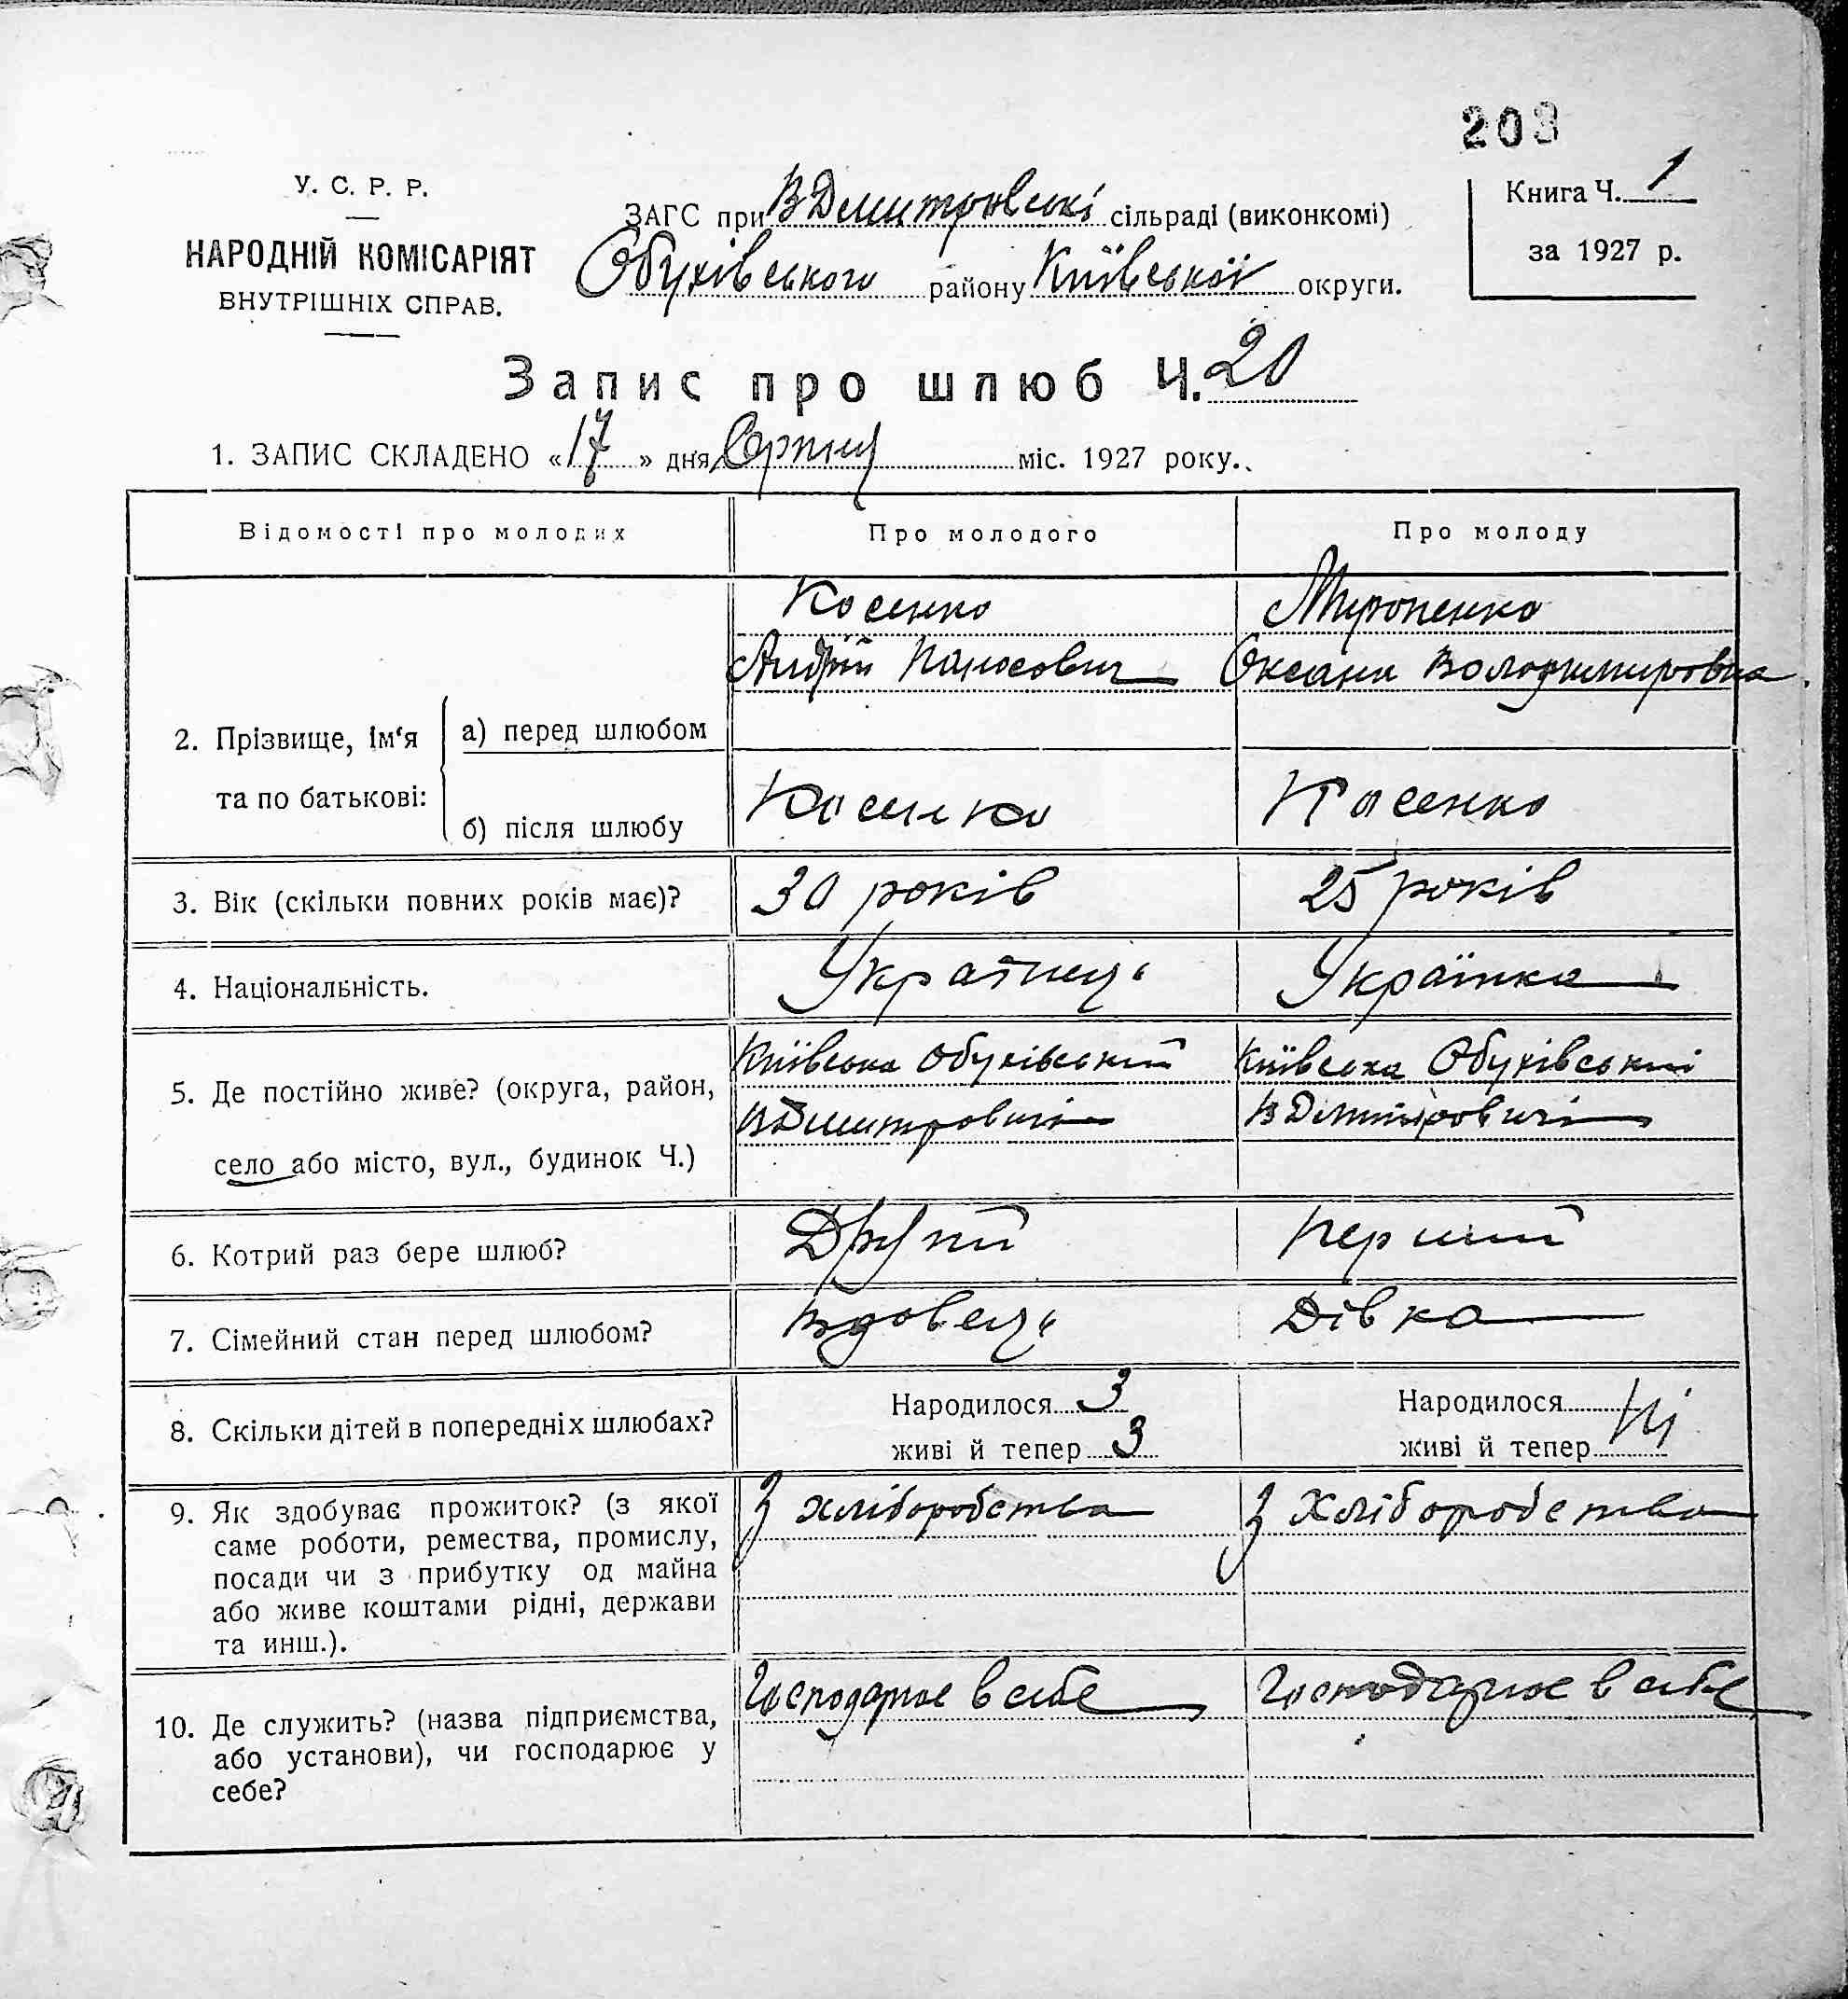 203
У. С. Р. Р.
НАРОДНІЙ КОМІСАРІЯТ
ВНУТРІШНІХ СПРАВ.
ЗАГС при ВДмитровські сільраді (виконкомі)
Обухівського району Київської округи.
Книга Ч. 1
за 1927 р.
Запис про шлюб Ч. 20
1. ЗАПИС СКЛАДЕНО «17» дня Серпня міс. 1927 року.
Відомості про молодих Про молодого Про молоду
2. Прізвище, ім‘я та по батькові:
а) перед шлюбом
Косенко Мироненко
Андрій Панасович Оксана Володимировна
б) після шлюбу Косенко Косенко
3. Вік (скільки повних років має)? 30 років 25 років
4. Національність. Українець Українка
5. Де постійно живе? (округа, район,
село або місто, вул., будинок Ч.)
Київська Обухівський Київська Обухівський
ВДмитровичі ВДмитровичі
6. Котрий раз бере шлюб? Другий Перший
7. Сімейний стан перед шлюбом? Вдовець Дівка
8. Скільки дітей в попередніх шлюбах?
Народилося 3 Народилося Ні
живі й тепер 3 живі й тепер
9. Як здобуває прожиток? (з якої
саме роботи, ремества, промислу,
посади чи з прибутку од майна
або живе коштами рідні, держави
та инш.).
З хліборобства З хліборобства
10. Де служить? (назва підприємства,
або установи), чи господарює у
себе?
Господарює в себе Господарює в себе